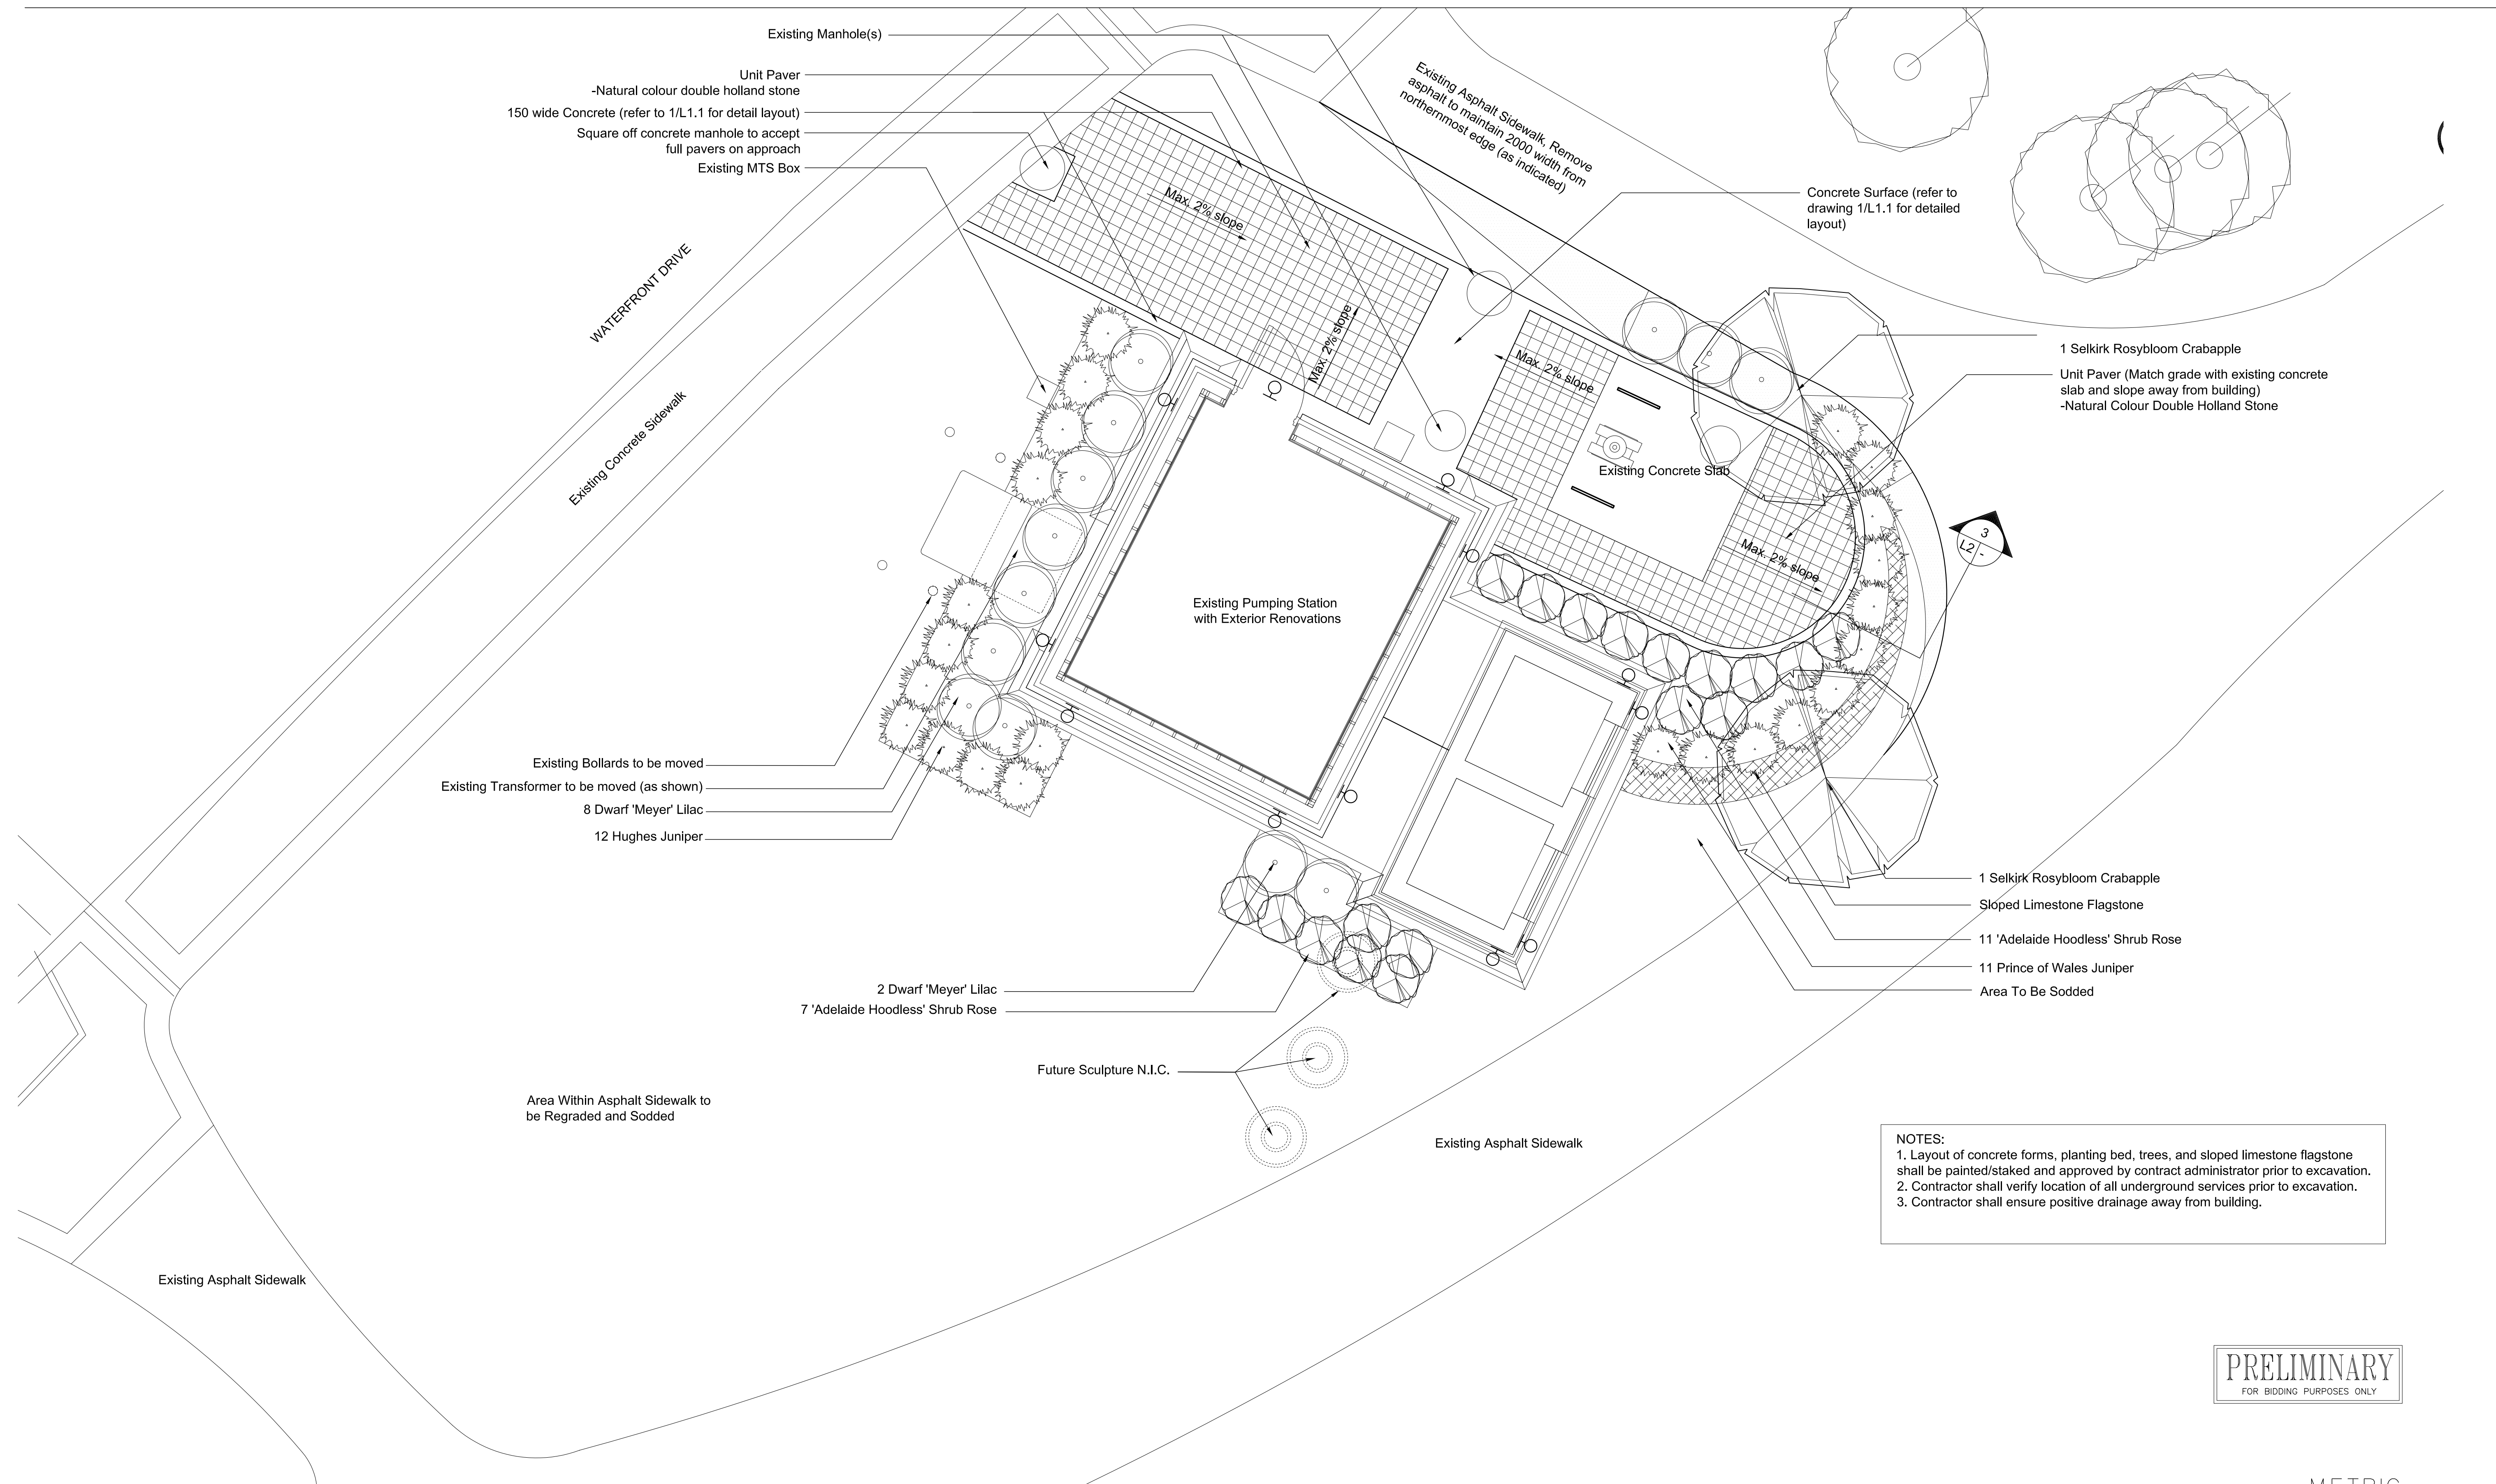 Existing Manhole(s)
Unit Paver
-Natural colour double holland stone
150 wide Concrete (refer to 1/L1.1 for detail layout)
Square off concrete manhole to accept
full pavers on approach
Existing MTS Box
Existing Asphalt Sidewalk, Remove
asphalt to maintain 2000 width from
northernmost edge (as indicated)
Concrete Surface (refer to
drawing 1/L1.1 for detailed
layout)
Max. 2% slope
Max. 2% slope
Max. 2% slope
Max. 2% slope
WATERFRONT DRIVE
Existing Concrete Sidewalk
1 Selkirk Rosybloom Crabapple
Unit Paver (Match grade with existing concrete
slab and slope away from building)
-Natural Colour Double Holland Stone
Existing Concrete Slab
3
L2 -
Existing Pumping Station
with Exterior Renovations
Existing Bollards to be moved
Existing Transformer to be moved (as shown)
8 Dwarf 'Meyer' Lilac
12 Hughes Juniper
1 Selkirk Rosybloom Crabapple
Sloped Limestone Flagstone
11 'Adelaide Hoodless' Shrub Rose
11 Prince of Wales Juniper
Area To Be Sodded
2 Dwarf 'Meyer' Lilac
7 'Adelaide Hoodless' Shrub Rose
Future Sculpture N.I.C.
Area Within Asphalt Sidewalk to
be Regraded and Sodded
Existing Asphalt Sidewalk
Existing Asphalt Sidewalk
NOTES:
1. Layout of concrete forms, planting bed, trees, and sloped limestone flagstone
shall be painted/staked and approved by contract administrator prior to excavation.
2. Contractor shall verify location of all underground services prior to excavation.
3. Contractor shall ensure positive drainage away from building.
PRELIMINARY
FOR BIDDING PURPOSES ONLY
METRIC